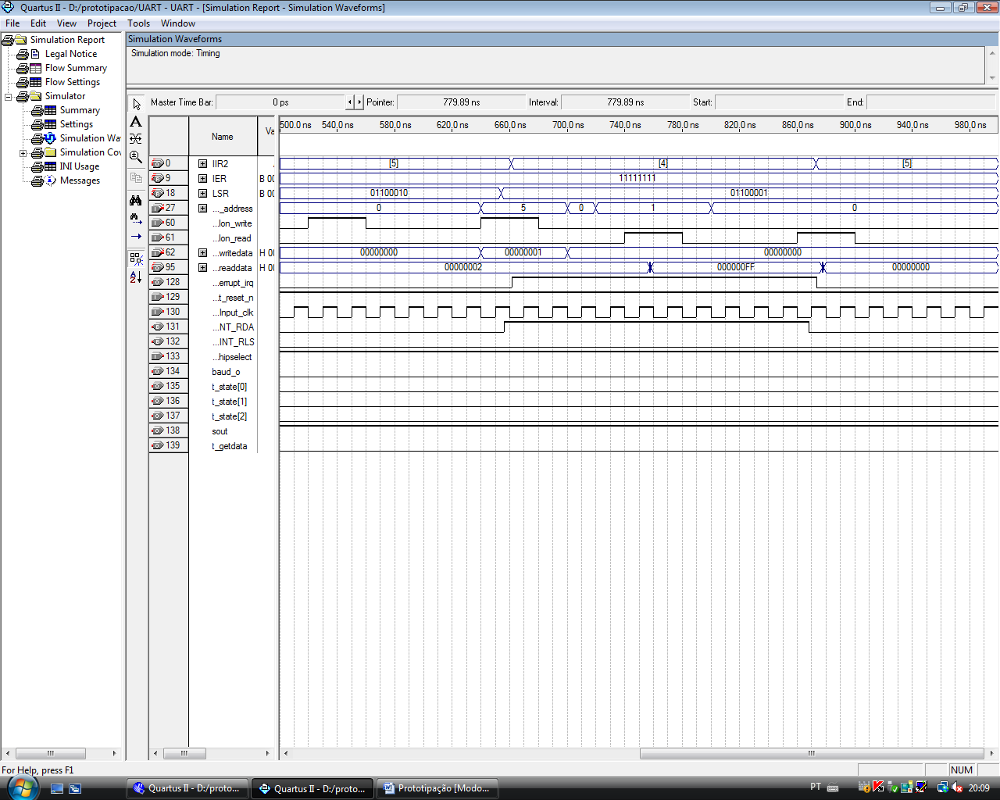 Quartus II - D:/prototipacao/UART - UART - [Simulation Report - Simulation Waveforms]
File Edit View Project Tools Window
Simulation Report
Legal Notice
Flow Summary
Flow Settings
Simulator
Summary
Settings
Simulation Wa
Simulation Cov
INI Usage
Messages
Simulation Waveforms
Simulation mode: Timing
Master Time Bar: 0 ps Pointer: 779.89 ns Interval: 779.89 ns Start: End:
Name Va 500.0 ns 540.0 ns 580.0 ns 620.0 ns 660.0 ns 700.0 ns 740.0 ns 780.0 ns 820.0 ns 860.0 ns 900.0 ns 940.0 ns 980.0 ns
0 IIR2 [5] [4] [5]
9 IER B 00 11111111
18 LSR B 00 01100010 01100001
27 ..._address 0 5 0 1 0
60 ...lon_write
61 ...lon_read
62 ...writedata H 00 00000000 00000001 00000000
95 ...readdata H 00 00000002 000000FF 00000000
128 ...errupt_irq
129 ...t_reset_n
130 ...Input_clk
131 ...NT_RDA
132 ...INT_RLS
133 ...hipselect
134 baud_o
135 t_state[0]
136 t_state[1]
137 t_state[2]
138 sout
139 t_getdata
For Help, press F1
NUM
Quartus II - D:/proto...
Quartus II - D:/proto...
Prototipação [Modo...
PT
20:09